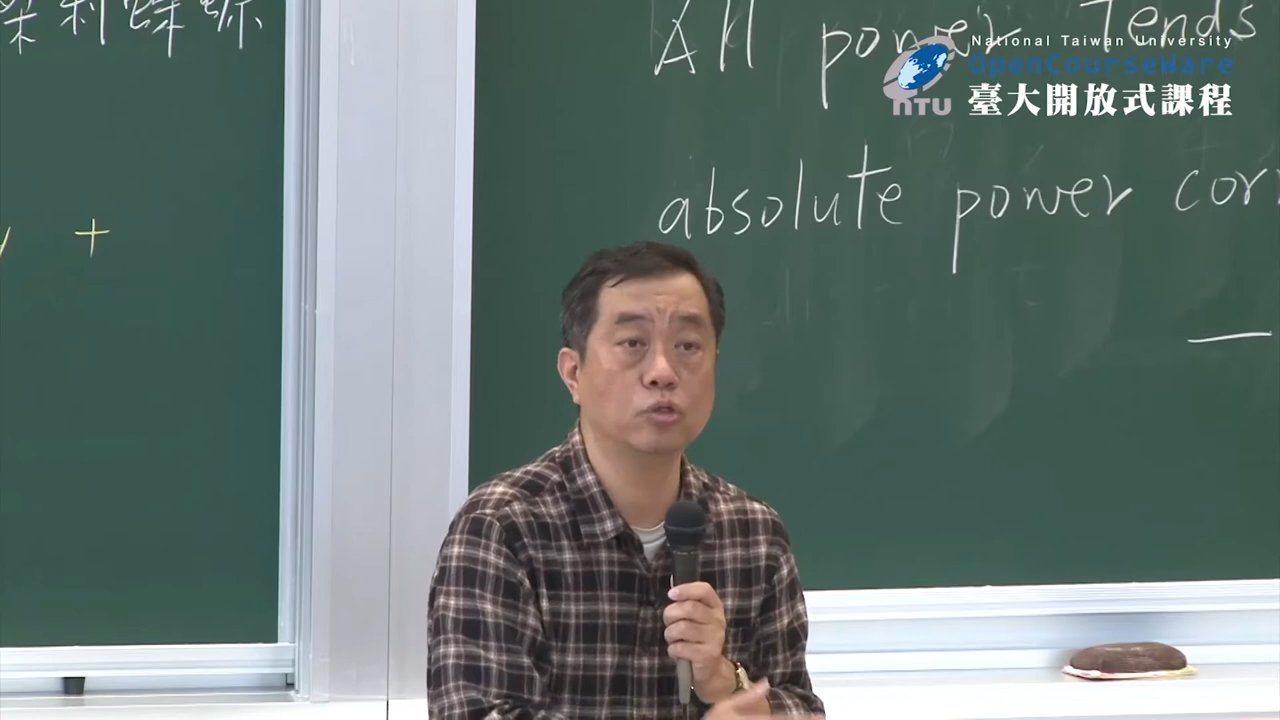 All power tends
absolute power cor
National Taiwan University
OpenCourseWare
臺大開放式課程
NTU
+